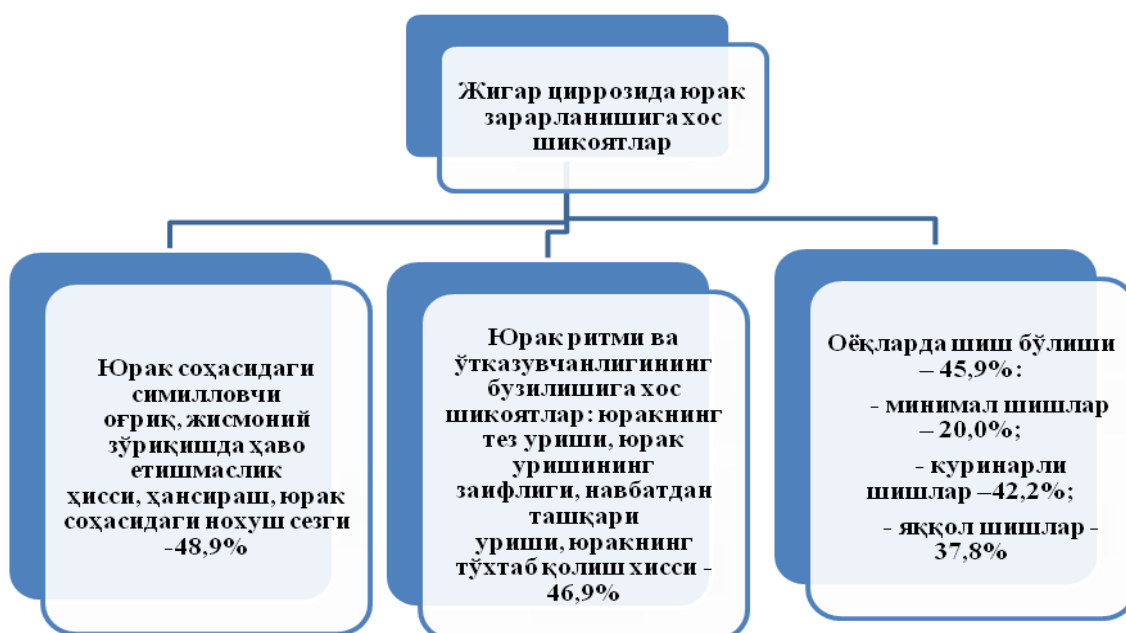 Жигар циррозида юрак
зарарланишига хос
шикоятлар
Юрак соҳасидаги
симилловчи
оғриқ, жисмоний
зўриқишда ҳаво
етишмаслик
ҳисси, ҳансираш, юрак
соҳасидаги нохуш сезги
-48,9%
Юрак ритми ва
ўтказувчанлигининг
бузилишига хос
шикоятлар: юракнинг
тез уриши, юрак
уришининг
заифлиги, навбатдан
ташқари
уриши, юракнинг
тўхтаб қолиш хисси -
46,9%
Оёқларда шиш бўлиши
– 45,9%:
- минимал шишлар
– 20,0%;
- куринарли
шишлар –42,2%;
- яққол шишлар -
37,8%